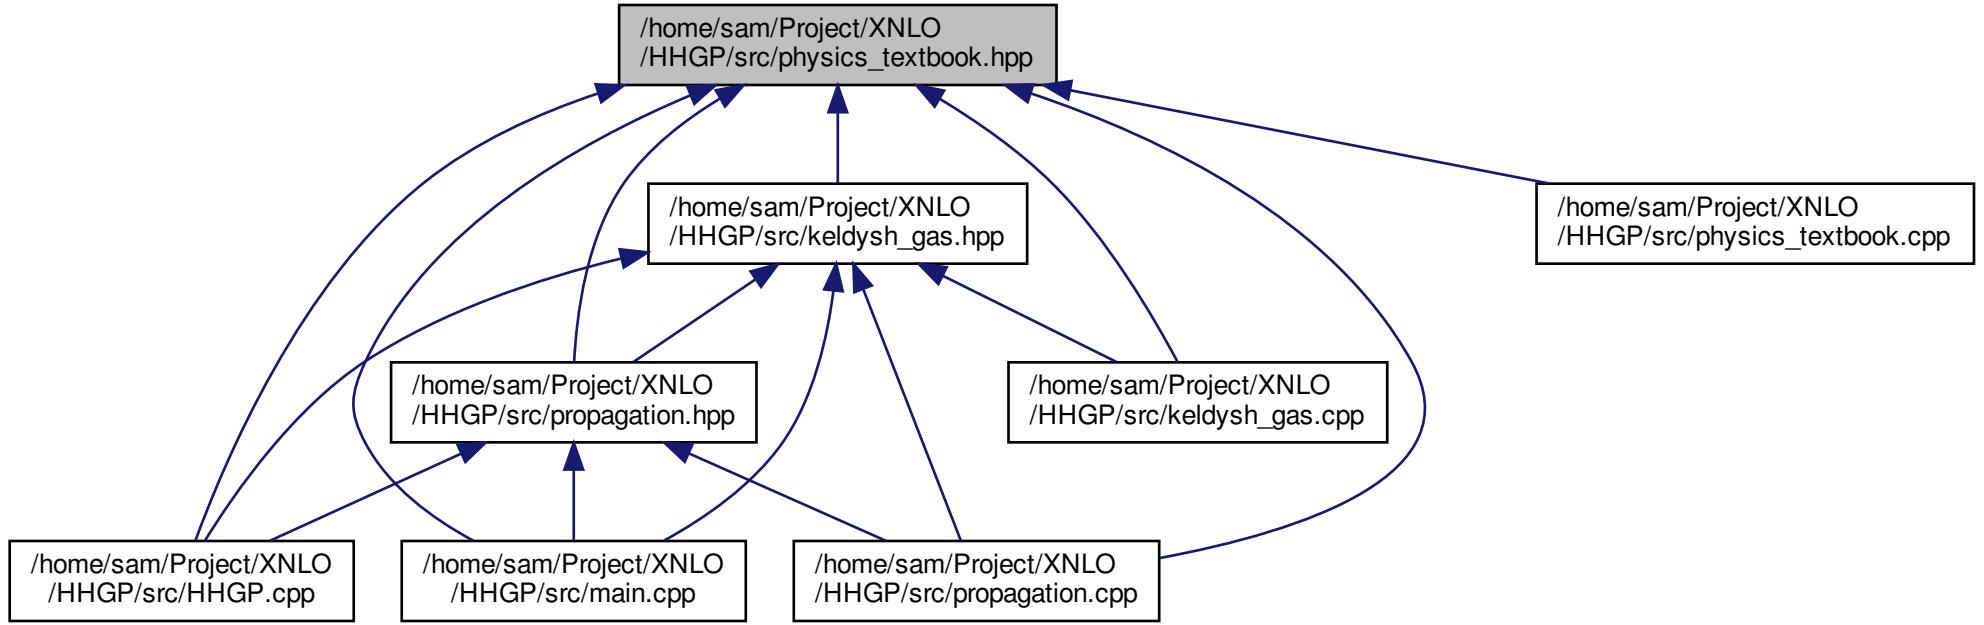 /home/sam/Project/XNLO
/HHGP/src/physics_textbook.hpp
/home/sam/Project/XNLO
/HHGP/src/keldysh_gas.hpp
/home/sam/Project/XNLO
/HHGP/src/physics_textbook.cpp
/home/sam/Project/XNLO
/HHGP/src/propagation.hpp
/home/sam/Project/XNLO
/HHGP/src/keldysh_gas.cpp
/home/sam/Project/XNLO
/HHGP/src/HHGP.cpp
/home/sam/Project/XNLO
/HHGP/src/main.cpp
/home/sam/Project/XNLO
/HHGP/src/propagation.cpp